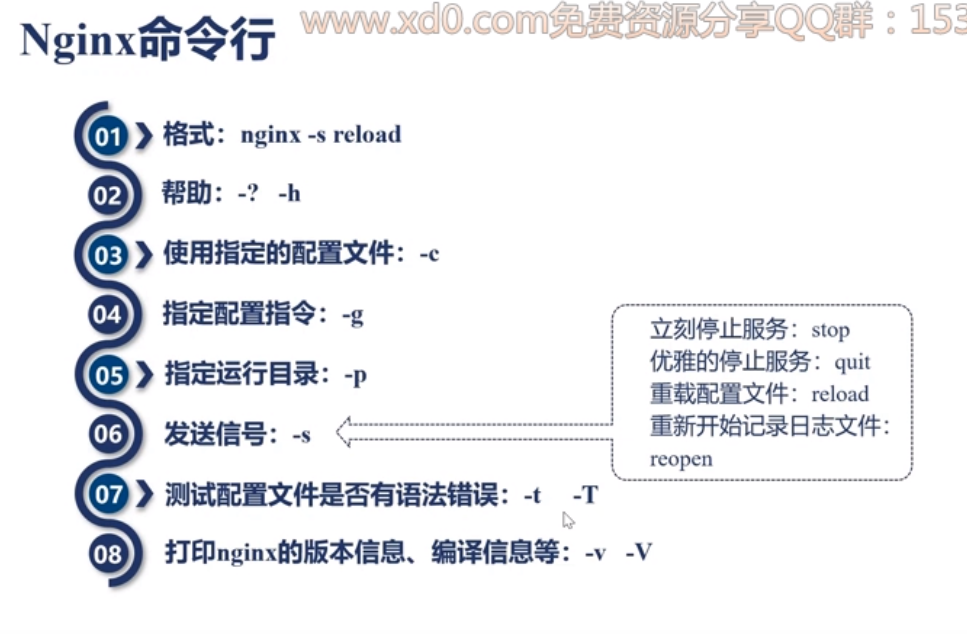 www.xd0.com免费资源分享QQ群：153
Nginx命令行
01 格式：nginx -s reload
02 帮助：-? -h
03 使用指定的配置文件：-c
04 指定配置指令：-g
05 指定运行目录：-p
06 发送信号：-s
立刻停止服务：stop
优雅的停止服务：quit
重载配置文件：reload
重新开始记录日志文件：
reopen
07 测试配置文件是否有语法错误：-t -T
08 打印nginx的版本信息、编译信息等：-v -V